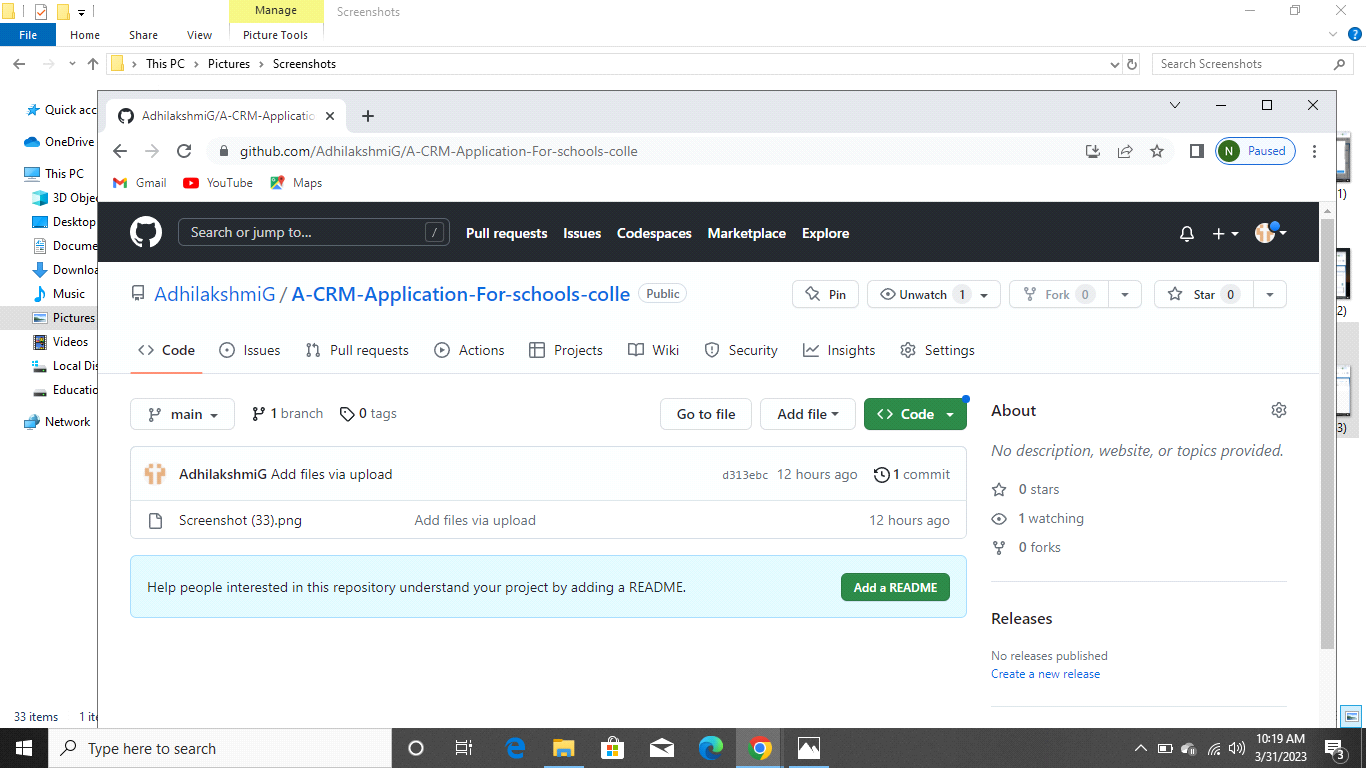 Manage
Screenshots
File
Home
Share
View
Picture Tools
This PC
Pictures
Screenshots
Search Screenshots
Quick acc
OneDrive
This PC
3D Objec
Desktop
Docume
Downloa
Music
Pictures
Videos
Local Dis
Educatio
Network
33 items
1 ite
1)
2)
3)
AdhilakshmiG/A-CRM-Applicatio
github.com/AdhilakshmiG/A-CRM-Application-For-schools-colle
N
Paused
Gmail
YouTube
Maps
Search or jump to...
/
Pull requests
Issues
Codespaces
Marketplace
Explore
AdhilakshmiG / A-CRM-Application-For-schools-colle
Public
Pin
Unwatch 1
Fork 0
Star 0
Code
Issues
Pull requests
Actions
Projects
Wiki
Security
Insights
Settings
main
1 branch
0 tags
Go to file
Add file
Code
AdhilakshmiG Add files via upload
d313ebc 12 hours ago
1 commit
Screenshot (33).png
Add files via upload
12 hours ago
Help people interested in this repository understand your project by adding a README.
Add a README
About
No description, website, or topics provided.
0 stars
1 watching
0 forks
Releases
No releases published
Create a new release
Type here to search
10:19 AM
3/31/2023
3